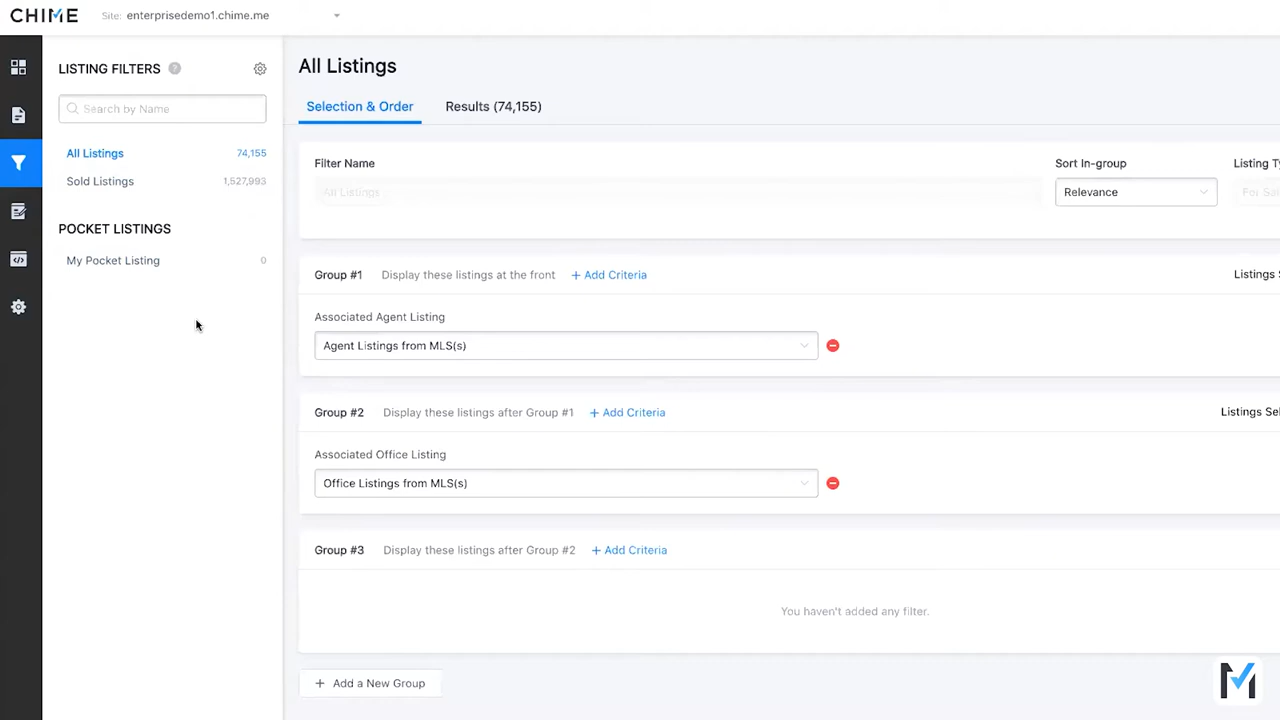 CHIME
Site: enterprisedemo1.chime.me
LISTING FILTERS ?
Search by Name
All Listings 74,155
Sold Listings 1,527,993
POCKET LISTINGS
My Pocket Listing 0
All Listings
Selection & Order Results (74,155)
Filter Name Sort In-group Listing Ty
All Listings Relevance For Sal
Group #1 Display these listings at the front + Add Criteria Listings S
Associated Agent Listing
Agent Listings from MLS(s)
Group #2 Display these listings after Group #1 + Add Criteria Listings Sel
Associated Office Listing
Office Listings from MLS(s)
Group #3 Display these listings after Group #2 + Add Criteria
You haven't added any filter.
+ Add a New Group